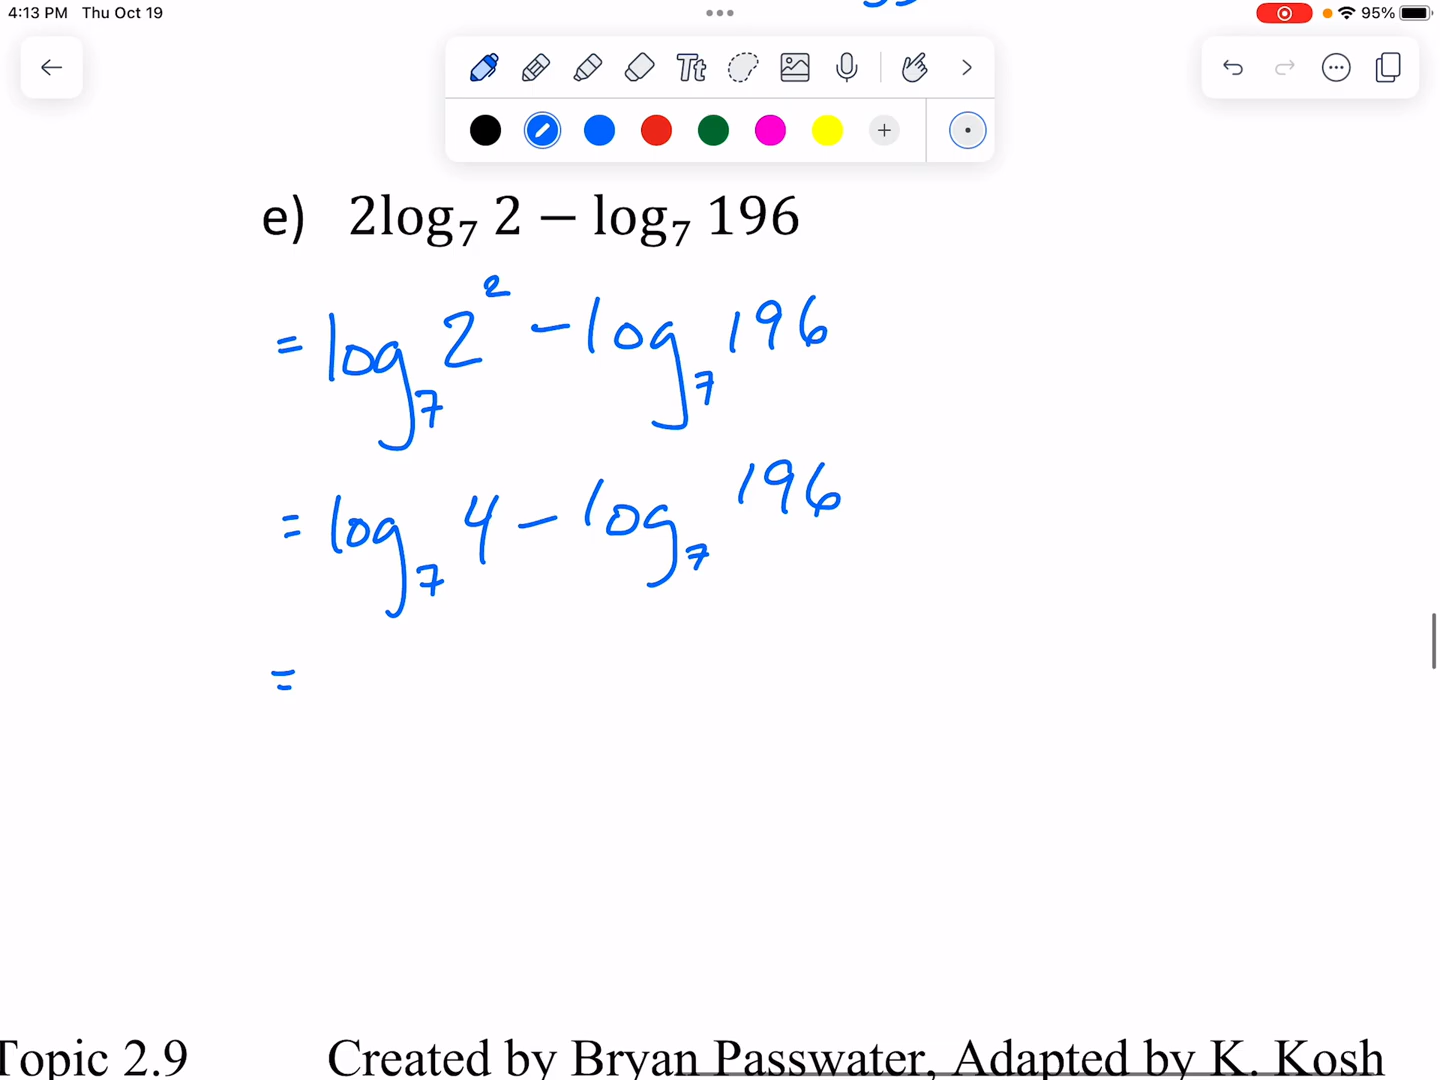 4:13 PM Thu Oct 19 95%
Tt
e) 2log₇ 2 − log₇ 196
= log₇ 2² − log₇ 196
= log₇ 4 − log₇ 196
=
Topic 2.9 Created by Bryan Passwater, Adapted by K. Kosh